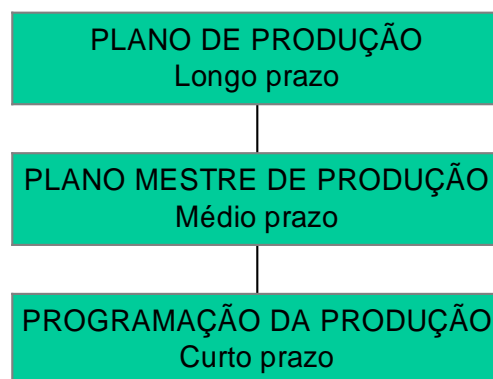 PLANO DE PRODUÇÃO
Longo prazo
PLANO MESTRE DE PRODUÇÃO
Médio prazo
PROGRAMAÇÃO DA PRODUÇÃO
Curto prazo